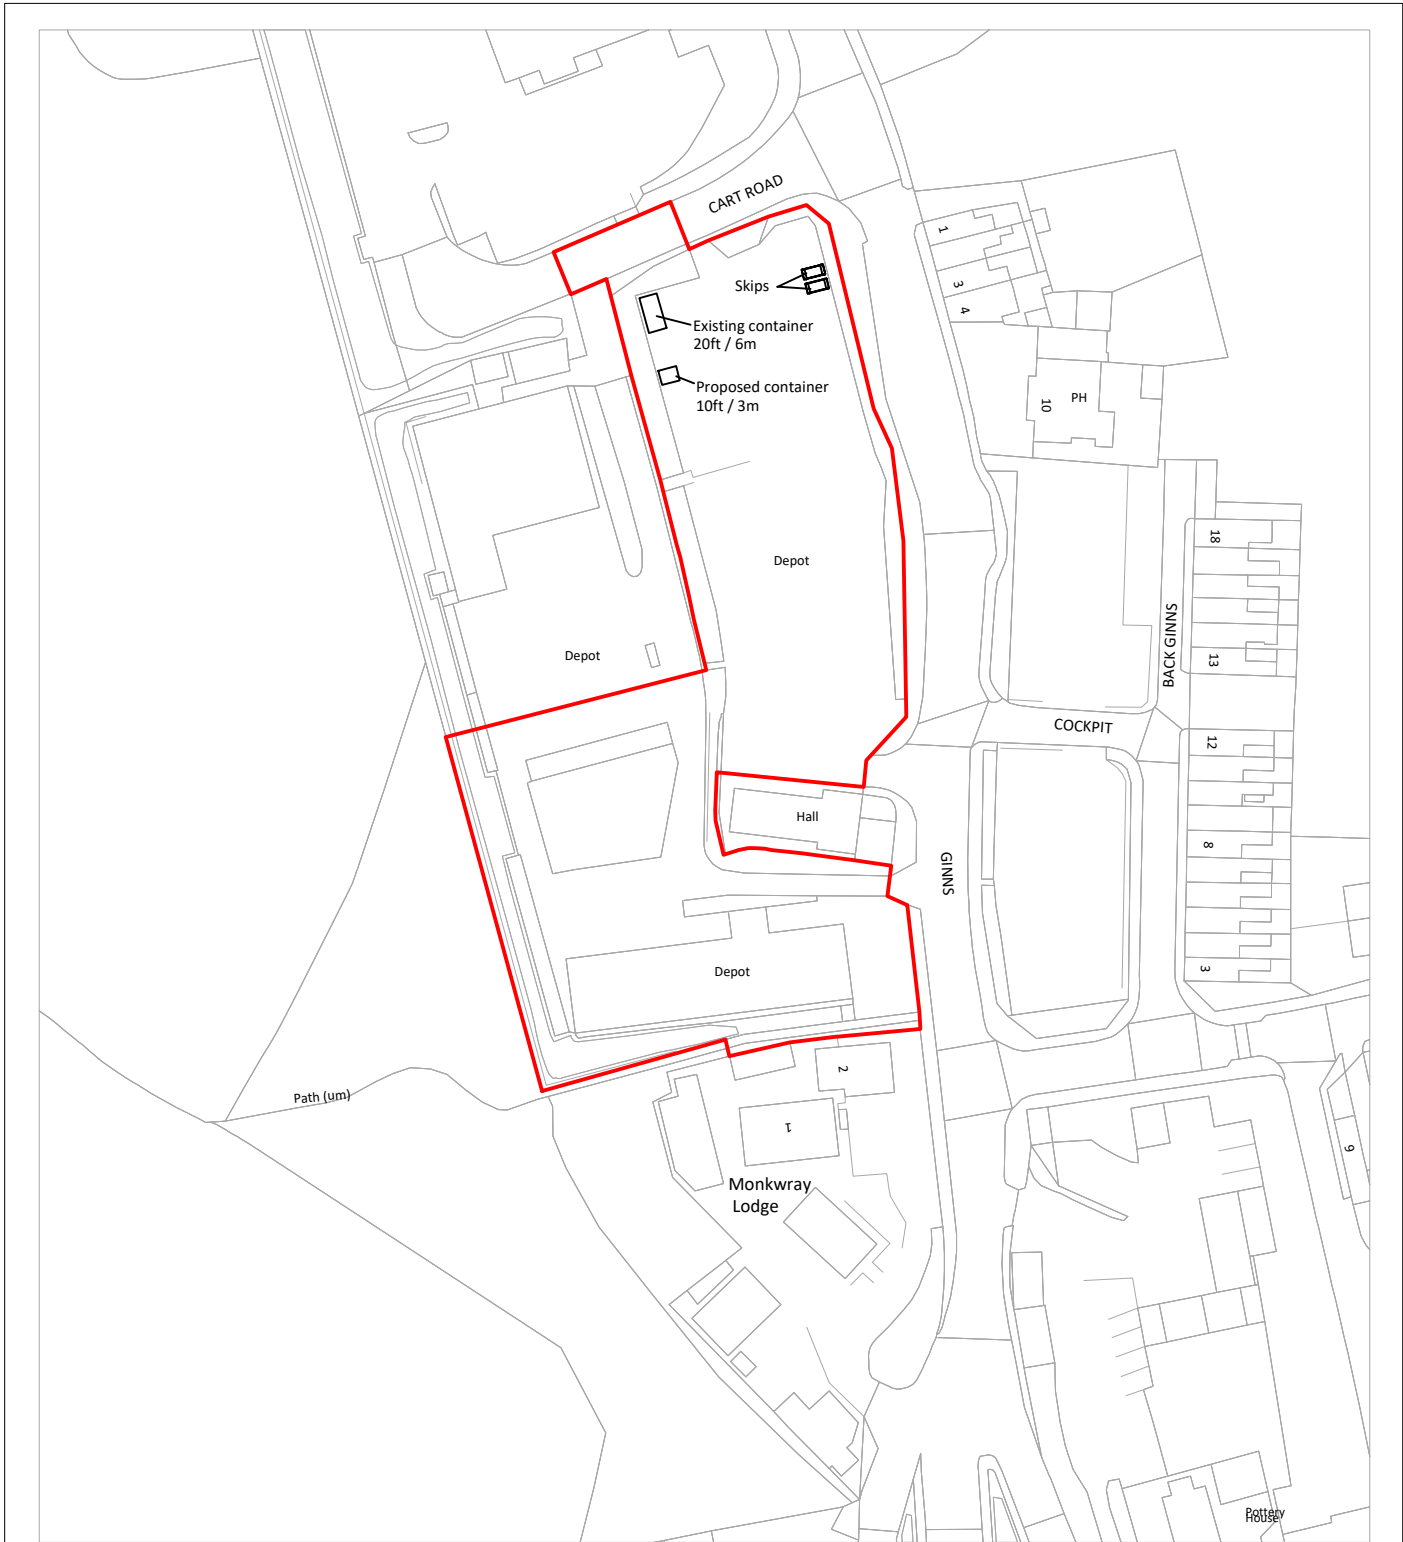 CART ROAD
1
3
4
Skips
Existing container
20ft / 6m
Proposed container
10ft / 3m
10
PH
18
Depot
BACK GINNS
13
Depot
COCKPIT
12
Hall
8
GINNS
3
Depot
2
Path (um)
1
9
Monkwray
Lodge
Pottery
House